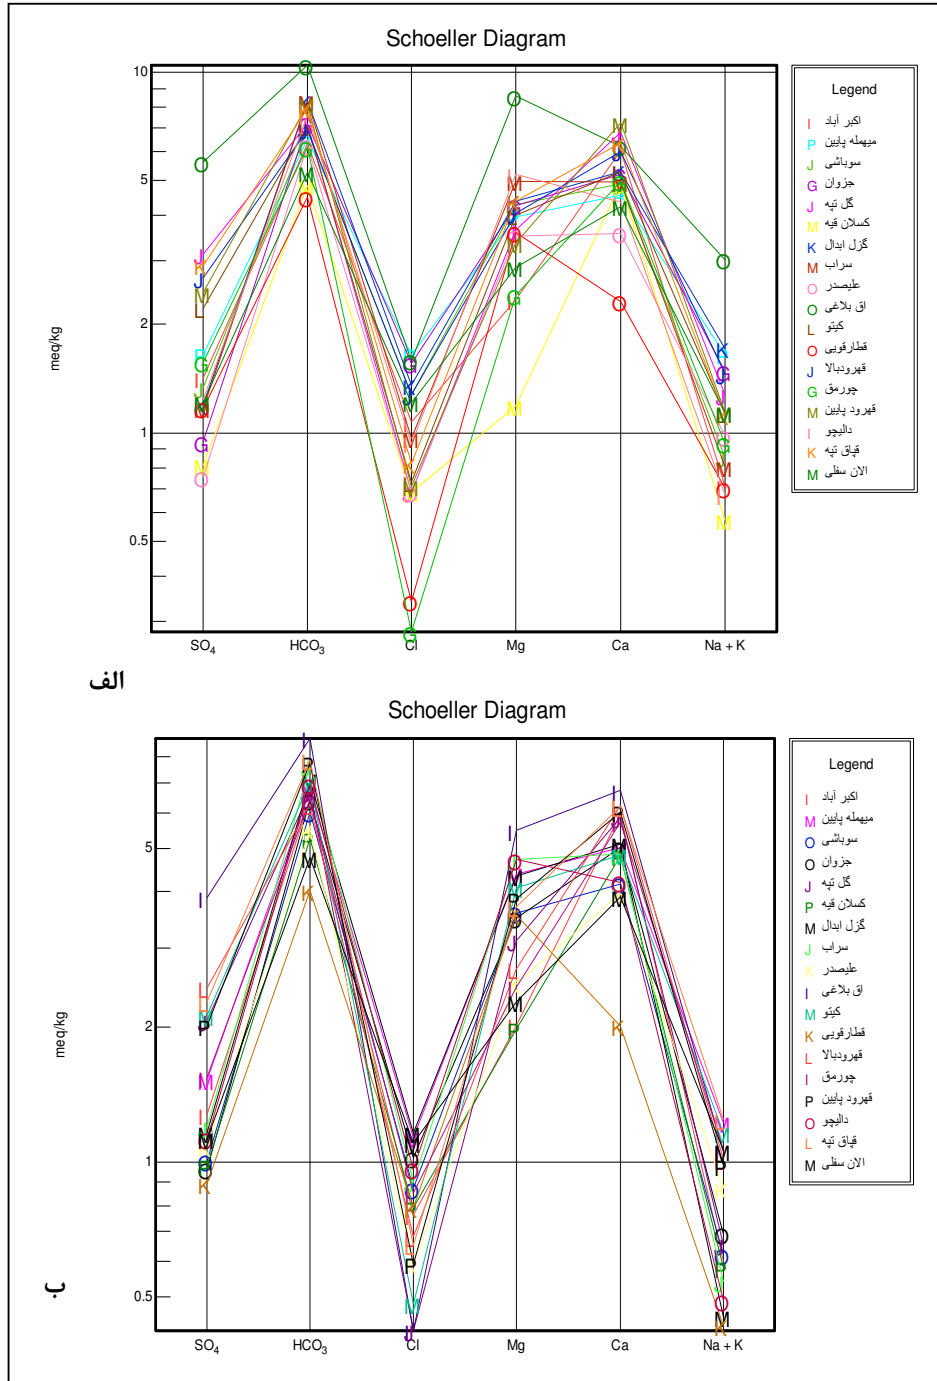 Schoeller Diagram
10
5
2
1
0.5
meq/kg
SO4 HCO3 Cl Mg Ca Na + K
Legend
I اکبر آباد
P میهمله پایین
J سوباشی
G جزوان
J گل تپه
M کسلان قیه
K گزل ابدال
M سراب
O علیصدر
O اق بلاغی
L کیتو
O قطارقویی
J قهرودبالا
G چورمق
M قهرود پایین
I دالیچو
K قپاق تپه
M الان سفلی
الف
Schoeller Diagram
5
2
1
0.5
meq/kg
SO4 HCO3 Cl Mg Ca Na + K
Legend
I اکبر آباد
M میهمله پایین
O سوباشی
O جزوان
J گل تپه
P کسلان قیه
M گزل ابدال
J سراب
K علیصدر
I اق بلاغی
M کیتو
K قطارقویی
L قهرودبالا
I چورمق
P قهرود پایین
O دالیچو
L قپاق تپه
M الان سفلی
ب